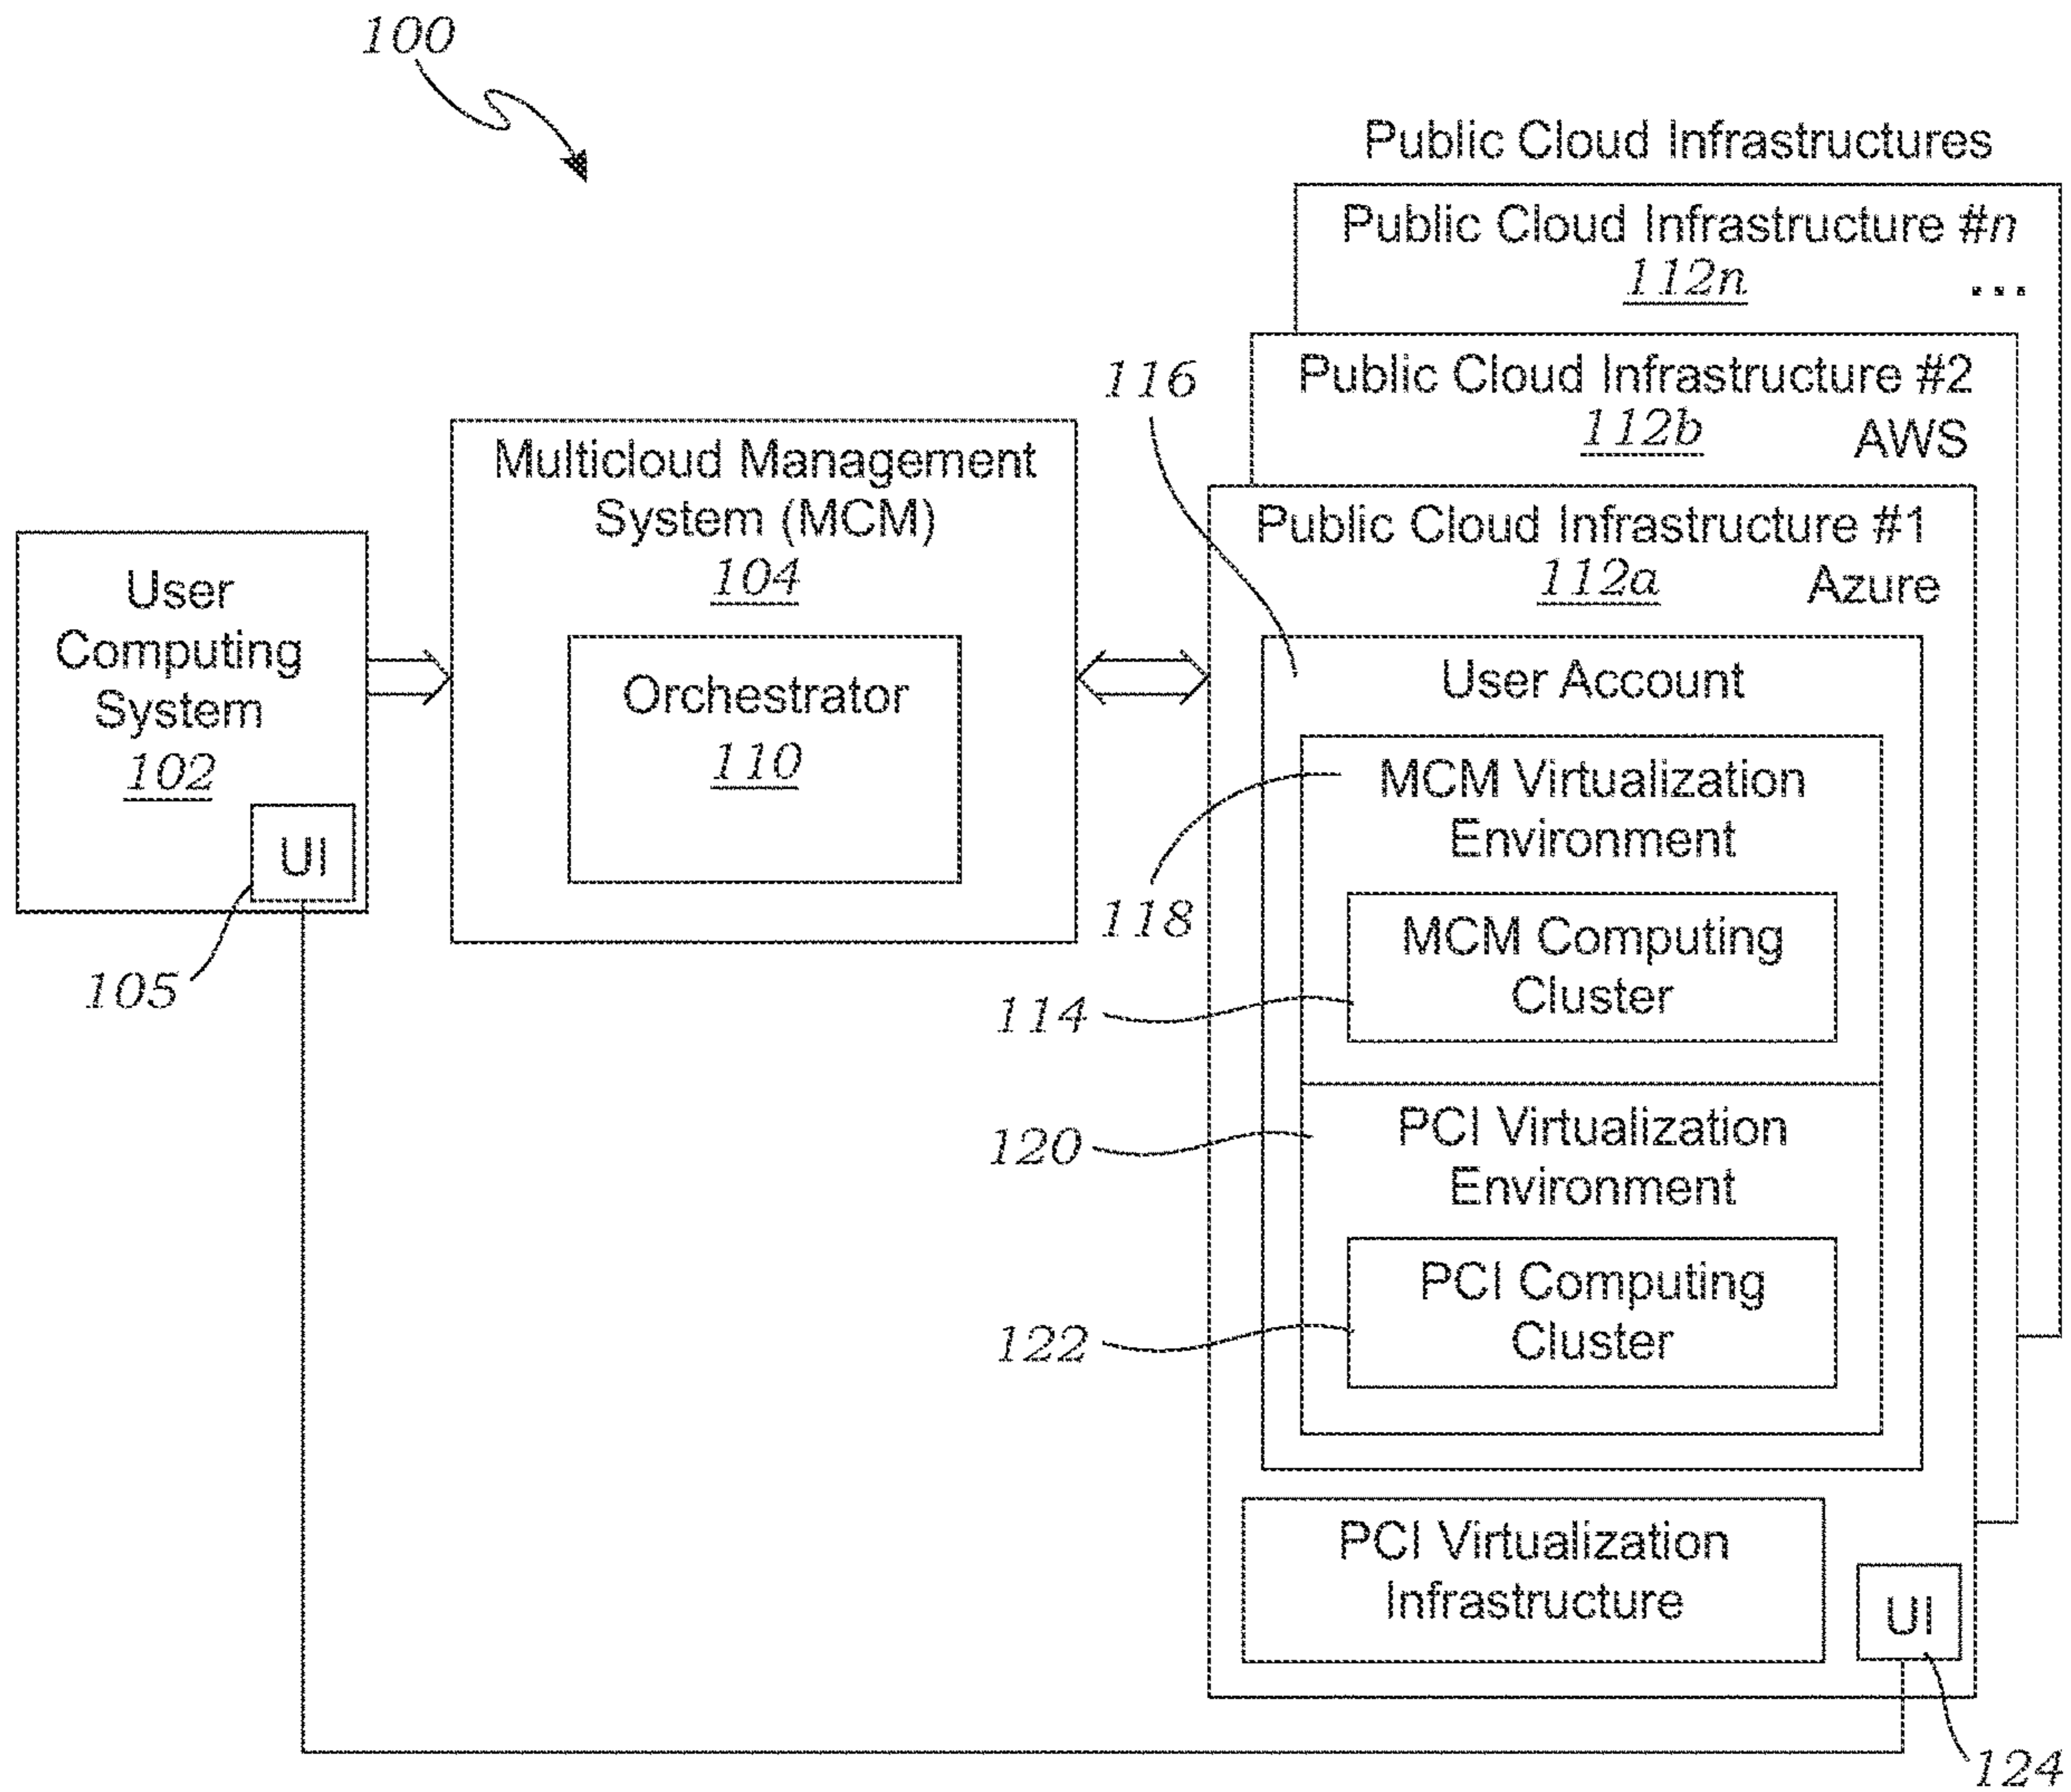 100
Public Cloud Infrastructures
Public Cloud Infrastructure #n
112n
...
Public Cloud Infrastructure #2
112b
AWS
116
Public Cloud Infrastructure #1
112a
Azure
Multicloud Management
System (MCM)
104
Orchestrator
110
User
Computing
System
102
UI
105
User Account
MCM Virtualization
Environment
118
MCM Computing
Cluster
114
PCI Virtualization
Environment
120
PCI Computing
Cluster
122
PCI Virtualization
Infrastructure
UI
124